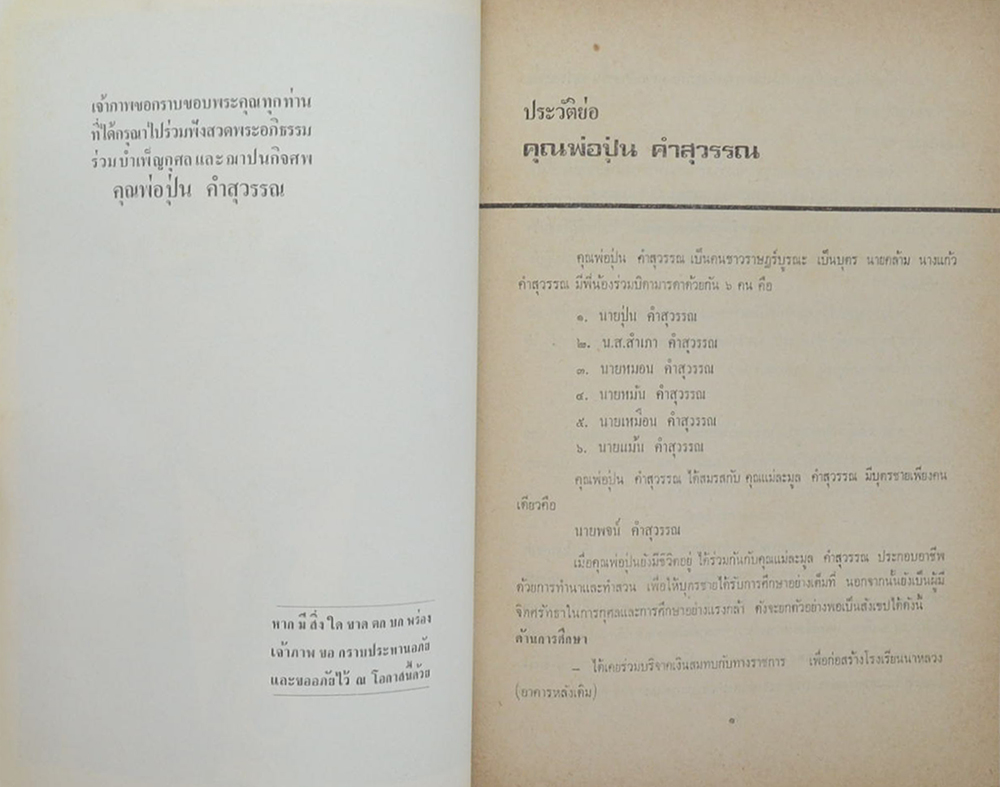 เจ้าภาพขอกราบขอบพระคุณทุกท่าน
ที่ได้กรุณาไปร่วมฟังสวดพระอภิธรรม
ร่วมบำเพ็ญกุศลและฌาปนกิจศพ
คุณพ่อปุ่น คำสุวรรณ
หาก มี สิ่ง ใด ขาด ตก บก พร่อง
เจ้าภาพ ขอ กราบประทานอภัย
และขออภัยไว้ ณ โอกาสนี้ด้วย
ประวัติย่อ
คุณพ่อปุ่น คำสุวรรณ
คุณพ่อปุ่น คำสุวรรณ เป็นคนชาวราษฎร์บูรณะ เป็นบุตร นายคล้าม นางแก้ว
คำสุวรรณ มีพี่น้องร่วมบิดามารดาด้วยกัน ๖ คน คือ
๑. นายปุ่น คำสุวรรณ
๒. น.ส.สำเภา คำสุวรรณ
๓. นายหมอน คำสุวรรณ
๔. นายหมัน คำสุวรรณ
๕. นายเหมือน คำสุวรรณ
๖. นายแม้น คำสุวรรณ
คุณพ่อปุ่น คำสุวรรณ ได้สมรสกับ คุณแม่ละมูล คำสุวรรณ มีบุตรชายเพียงคน
เดียวคือ
นายพจน์ คำสุวรรณ
เมื่อคุณพ่อปุ่นยังมีชีวิตอยู่ ได้ร่วมกันกับคุณแม่ละมูล คำสุวรรณ ประกอบอาชีพ
ด้วยการทำนาและทำสวน เพื่อให้บุตรชายได้รับการศึกษาอย่างเต็มที่ นอกจากนั้นยังเป็นผู้มี
จิตศรัทธาในการกุศลและการศึกษาอย่างแรงกล้า ดังจะยกตัวอย่างพอเป็นสังเขปได้ดังนี้
ด้านการศึกษา
– ได้เคยร่วมบริจาคเงินสมทบกับทางราชการ เพื่อก่อสร้างโรงเรียนนาหลวง
(อาคารหลังเดิม)
๑